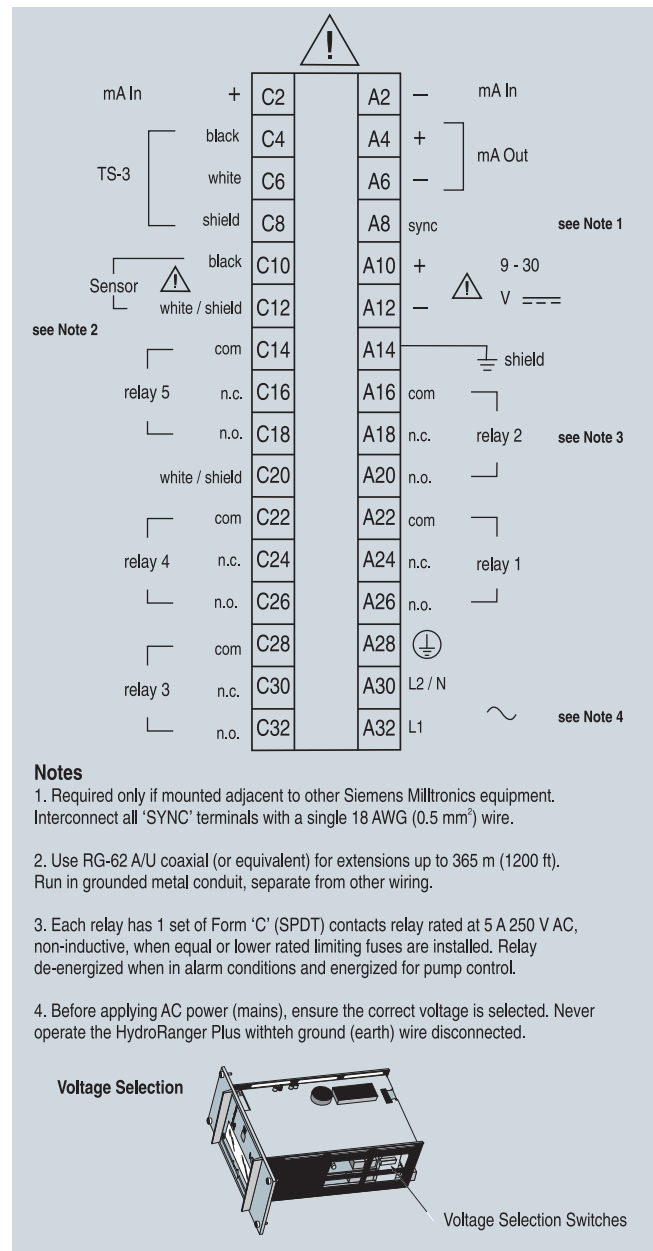 !
mA In + C2 A2 – mA In
black C4 A4 +
mA Out
TS-3 white C6 A6 –
shield C8 A8 sync see Note 1
black C10 A10 + 9 - 30
Sensor ! ! V
white / shield C12 A12 –
see Note 2
com C14 A14 shield
relay 5 n.c. C16 A16 com
n.o. C18 A18 n.c. relay 2 see Note 3
white / shield C20 A20 n.o.
com C22 A22 com
relay 4 n.c. C24 A24 n.c. relay 1
n.o. C26 A26 n.o.
com C28 A28
relay 3 n.c. C30 A30 L2 / N
see Note 4
n.o. C32 A32 L1
Notes
1. Required only if mounted adjacent to other Siemens Milltronics equipment.
Interconnect all ‘SYNC’ terminals with a single 18 AWG (0.5 mm²) wire.
2. Use RG-62 A/U coaxial (or equivalent) for extensions up to 365 m (1200 ft).
Run in grounded metal conduit, separate from other wiring.
3. Each relay has 1 set of Form ‘C’ (SPDT) contacts relay rated at 5 A 250 V AC,
non-inductive, when equal or lower rated limiting fuses are installed. Relay
de-energized when in alarm conditions and energized for pump control.
4. Before applying AC power (mains), ensure the correct voltage is selected. Never
operate the HydroRanger Plus withteh ground (earth) wire disconnected.
Voltage Selection
Voltage Selection Switches